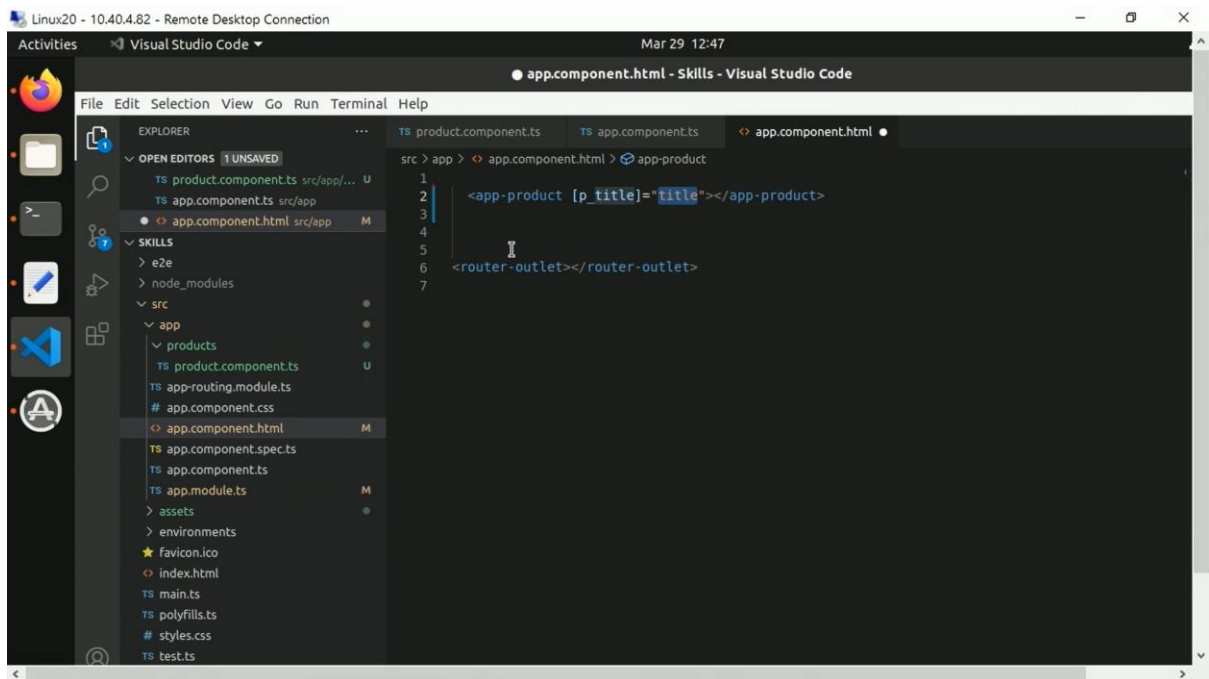 Linux20 - 10.40.4.82 - Remote Desktop Connection
Activities Visual Studio Code Mar 29 12:47
● app.component.html - Skills - Visual Studio Code
File Edit Selection View Go Run Terminal Help
EXPLORER ...
TS product.component.ts TS app.component.ts <> app.component.html ●
OPEN EDITORS 1 UNSAVED
TS product.component.ts src/app/... U
TS app.component.ts src/app
● <> app.component.html src/app M
SKILLS
> e2e
> node_modules
src
app
products
TS product.component.ts U
TS app-routing.module.ts
# app.component.css
<> app.component.html M
TS app.component.spec.ts
TS app.component.ts
TS app.module.ts M
> assets
> environments
favicon.ico
<> index.html
TS main.ts
TS polyfills.ts
# styles.css
TS test.ts
1
7
src > app > <> app.component.html > app-product
1
2 <app-product [p_title]="title"></app-product>
3
4
5
6 <router-outlet></router-outlet>
7